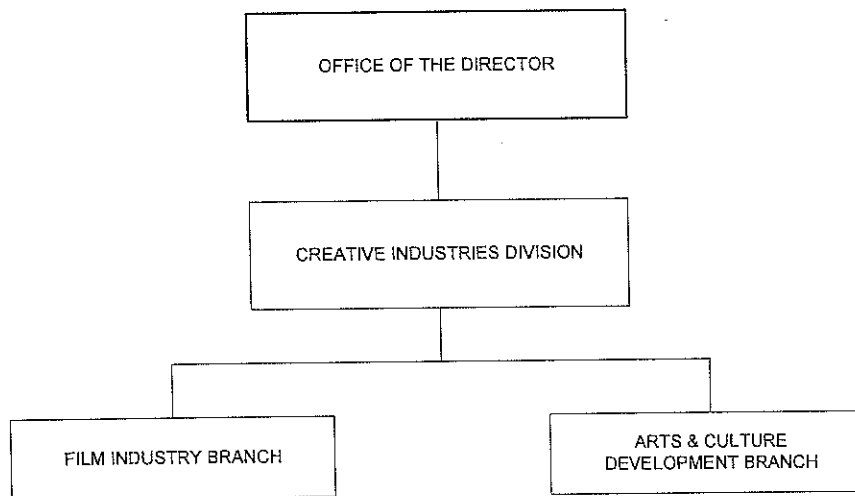 OFFICE OF THE DIRECTOR
CREATIVE INDUSTRIES DIVISION
FILM INDUSTRY BRANCH
ARTS & CULTURE
DEVELOPMENT BRANCH